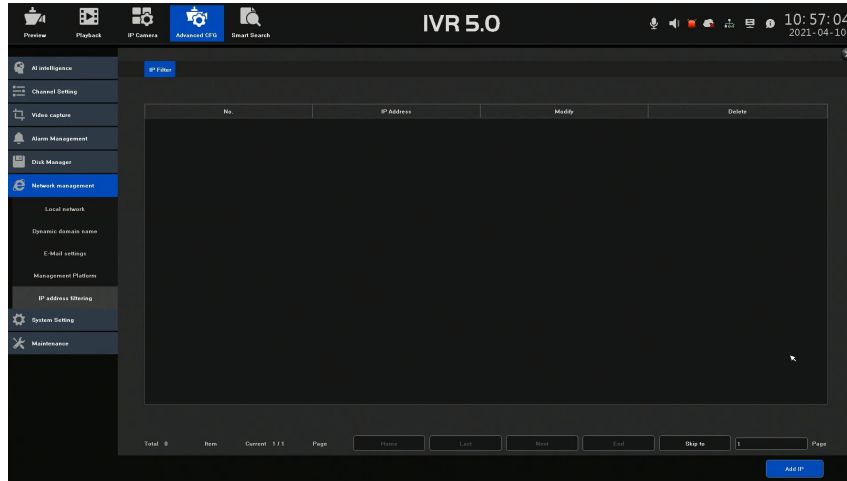 IVR 5.0
10:57:04
2021-04-10
Preview Playback IP Camera Advanced CFG Smart Search
AI intelligence
IP Filter
Channel Setting
No. IP Address Modify Delete
Video capture
Alarm Management
Disk Manager
Network management
Local network
Dynamic domain name
E-Mail settings
Management Platform
IP address filtering
System Setting
Maintenance
Total 0 Item Current 1/1 Page Home Last Next End Skip to 1 Page
Add IP